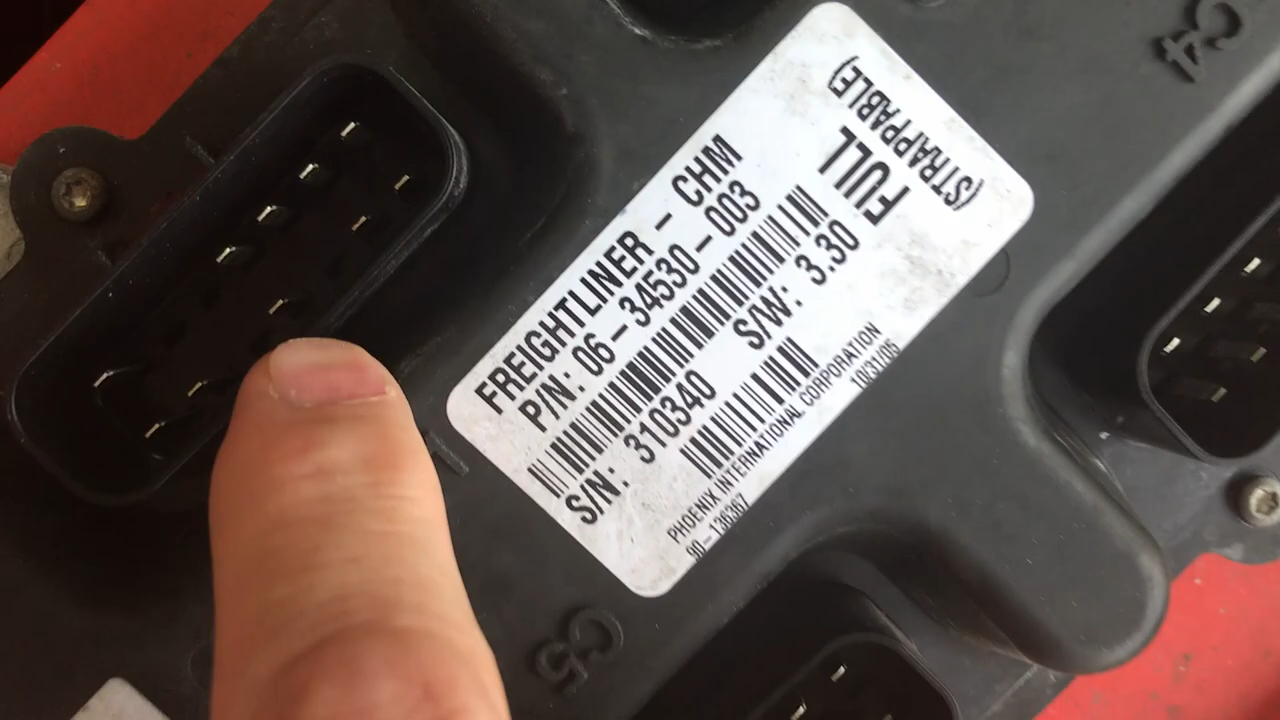 FREIGHTLINER - CHM
P/N: 06-34530-003
S/N: 310340 S/W: 3.30
FULL
(STRAPPABLE)
PHOENIX INTERNATIONAL CORPORATION
90-136367 10/31/05
C4
C5